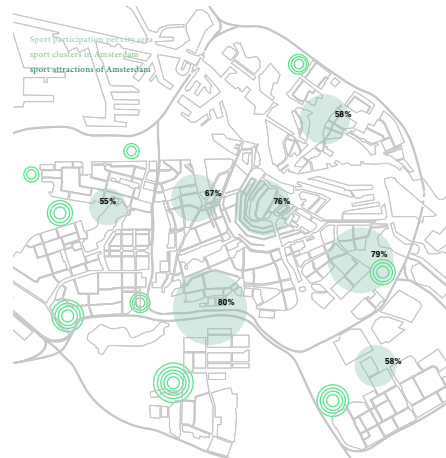 Sport participation per city area
sport clusters in Amsterdam
sport attractions of Amsterdam
58%
55%
67%
76%
79%
80%
58%